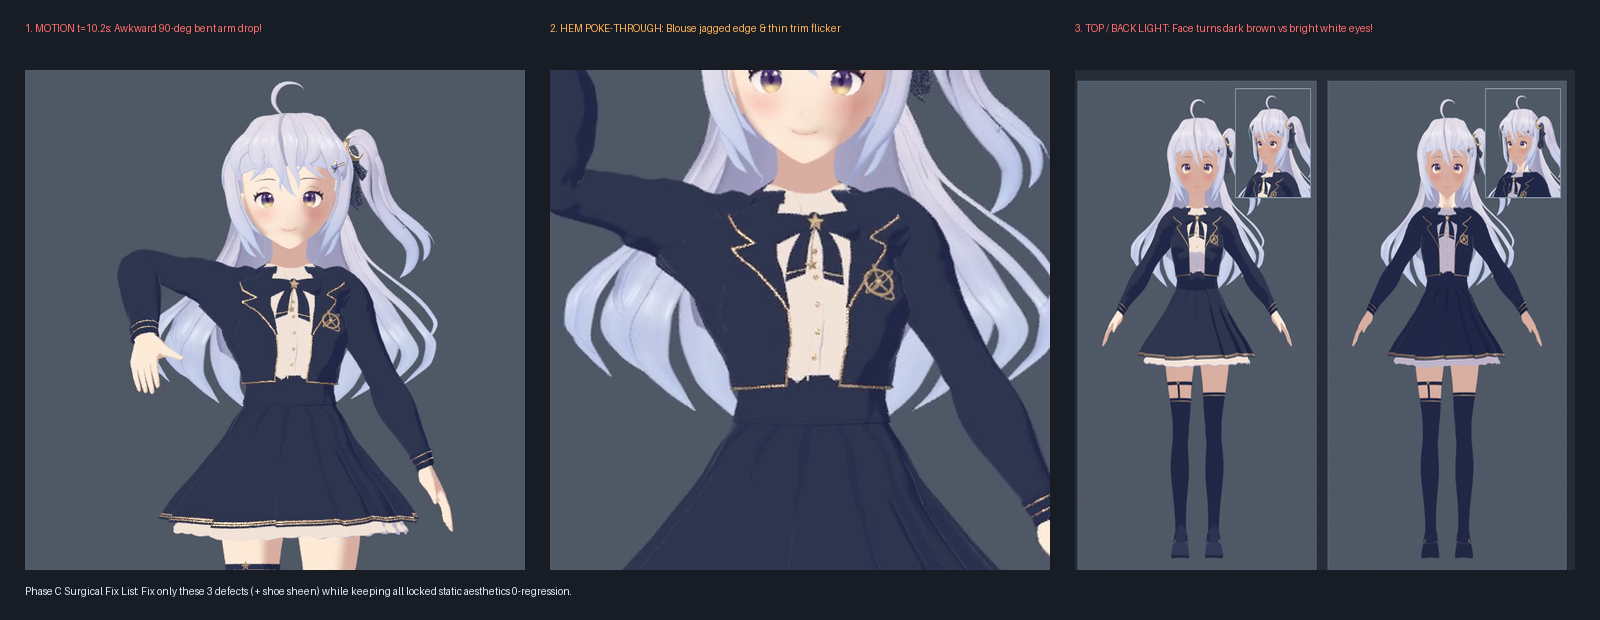 1. MOTION t=10.2s: Awkward 90-deg bent arm drop!
2. HEM POKE-THROUGH: Blouse jagged edge & thin trim flicker
3. TOP / BACK LIGHT: Face turns dark brown vs bright white eyes!
Phase C Surgical Fix List: Fix only these 3 defects (+ shoe sheen) while keeping all locked static aesthetics 0-regression.